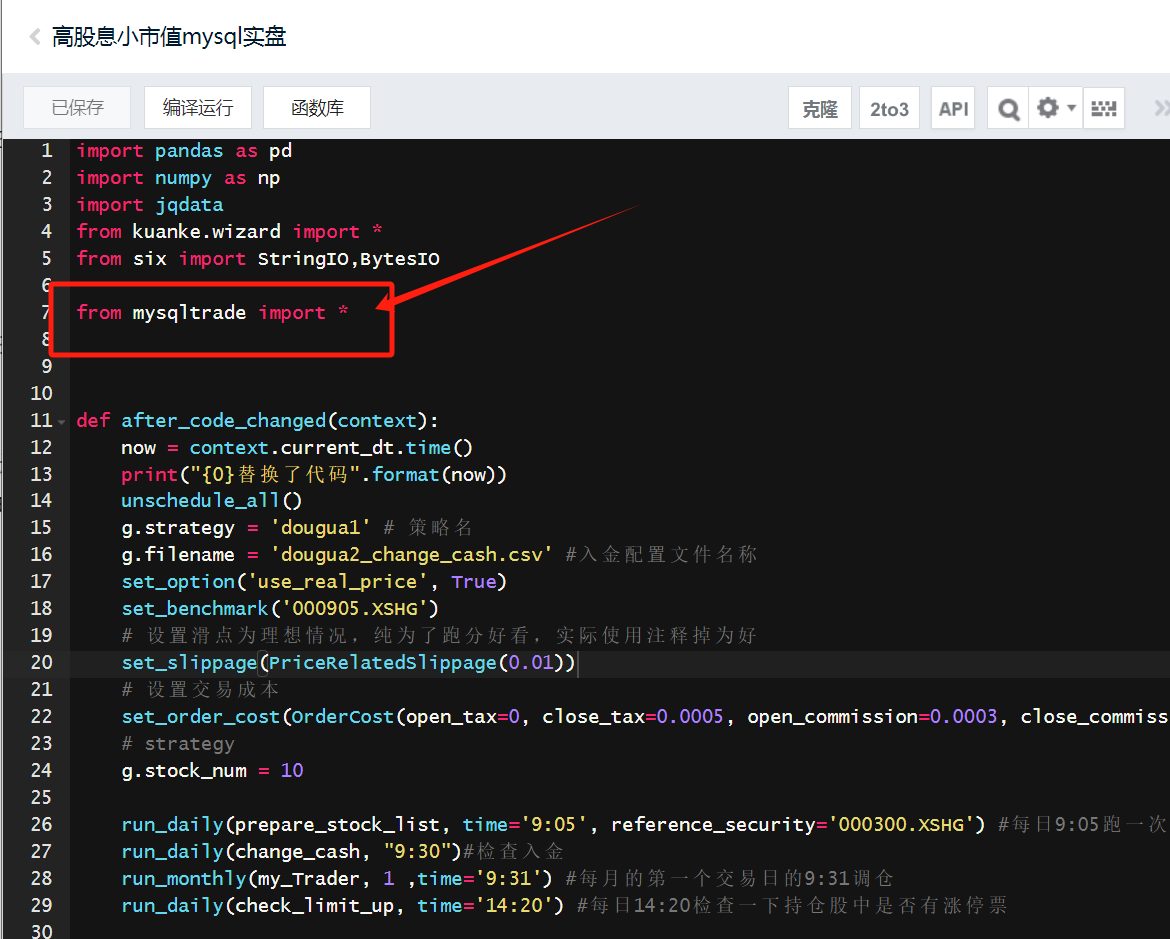 高股息小市值mysql实盘
已保存 编译运行 函数库 克隆 2to3 API
1 import pandas as pd
2 import numpy as np
3 import jqdata
4 from kuanke.wizard import *
5 from six import StringIO,BytesIO
6
7 from mysqltrade import *
8
9
10
11 def after_code_changed(context):
12 now = context.current_dt.time()
13 print("{0}替换了代码".format(now))
14 unschedule_all()
15 g.strategy = 'dougua1' # 策略名
16 g.filename = 'dougua2_change_cash.csv' #入金配置文件名称
17 set_option('use_real_price', True)
18 set_benchmark('000905.XSHG')
19 # 设置滑点为理想情况，纯为了跑分好看，实际使用注释掉为好
20 set_slippage(PriceRelatedSlippage(0.01))
21 # 设置交易成本
22 set_order_cost(OrderCost(open_tax=0, close_tax=0.0005, open_commission=0.0003, close_commiss
23 # strategy
24 g.stock_num = 10
25
26 run_daily(prepare_stock_list, time='9:05', reference_security='000300.XSHG') #每日9:05跑一次
27 run_daily(change_cash, "9:30")#检查入金
28 run_monthly(my_Trader, 1 ,time='9:31') #每月的第一个交易日的9:31调仓
29 run_daily(check_limit_up, time='14:20') #每日14:20检查一下持仓股中是否有涨停票
30